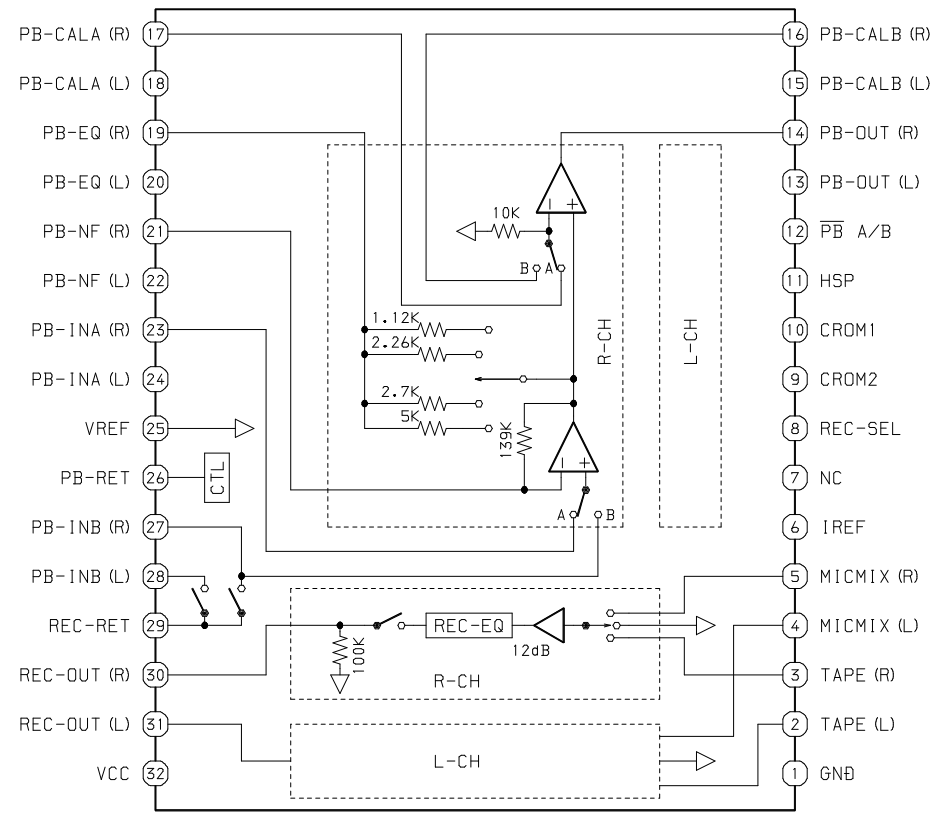 PB-CALA (R) 17
PB-CALA (L) 18
PB-EQ (R) 19
PB-EQ (L) 20
PB-NF (R) 21
PB-NF (L) 22
PB-INA (R) 23
PB-INA (L) 24
VREF 25
PB-RET 26
PB-INB (R) 27
PB-INB (L) 28
REC-RET 29
REC-OUT (R) 30
REC-OUT (L) 31
VCC 32
16 PB-CALB (R)
15 PB-CALB (L)
14 PB-OUT (R)
13 PB-OUT (L)
12 PB A/B
11 HSP
10 CROM1
9 CROM2
8 REC-SEL
7 NC
6 IREF
5 MICMIX (R)
4 MICMIX (L)
3 TAPE (R)
2 TAPE (L)
1 GND
- +
10K
B A
1.12K
2.26K
2.7K
5K
139K
- +
A B
R-CH
L-CH
CTL
REC-EQ
12dB
100K
R-CH
L-CH